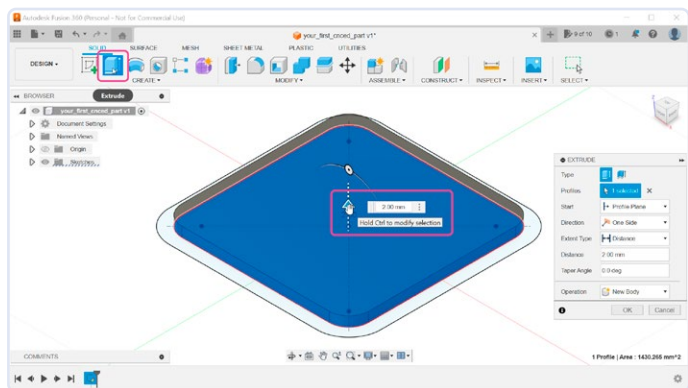 Autodesk Fusion 360 (Personal - Not for Commercial Use)
your_first_cnced_part v1*
9 of 10
1
SOLID SURFACE MESH SHEET METAL PLASTIC UTILITIES
DESIGN
CREATE MODIFY ASSEMBLE CONSTRUCT INSPECT INSERT SELECT
BROWSER
Extrude
your_first_cnced_part v1
Document Settings
Named Views
Origin
Sketches
2.00 mm
Hold Ctrl to modify selection
EXTRUDE
Type
Profiles 1 selected
Start Profile Plane
Direction One Side
Extent Type Distance
Distance 2.00 mm
Taper Angle 0.0 deg
Operation New Body
OK Cancel
COMMENTS
1 Profile | Area : 1430.265 mm^2